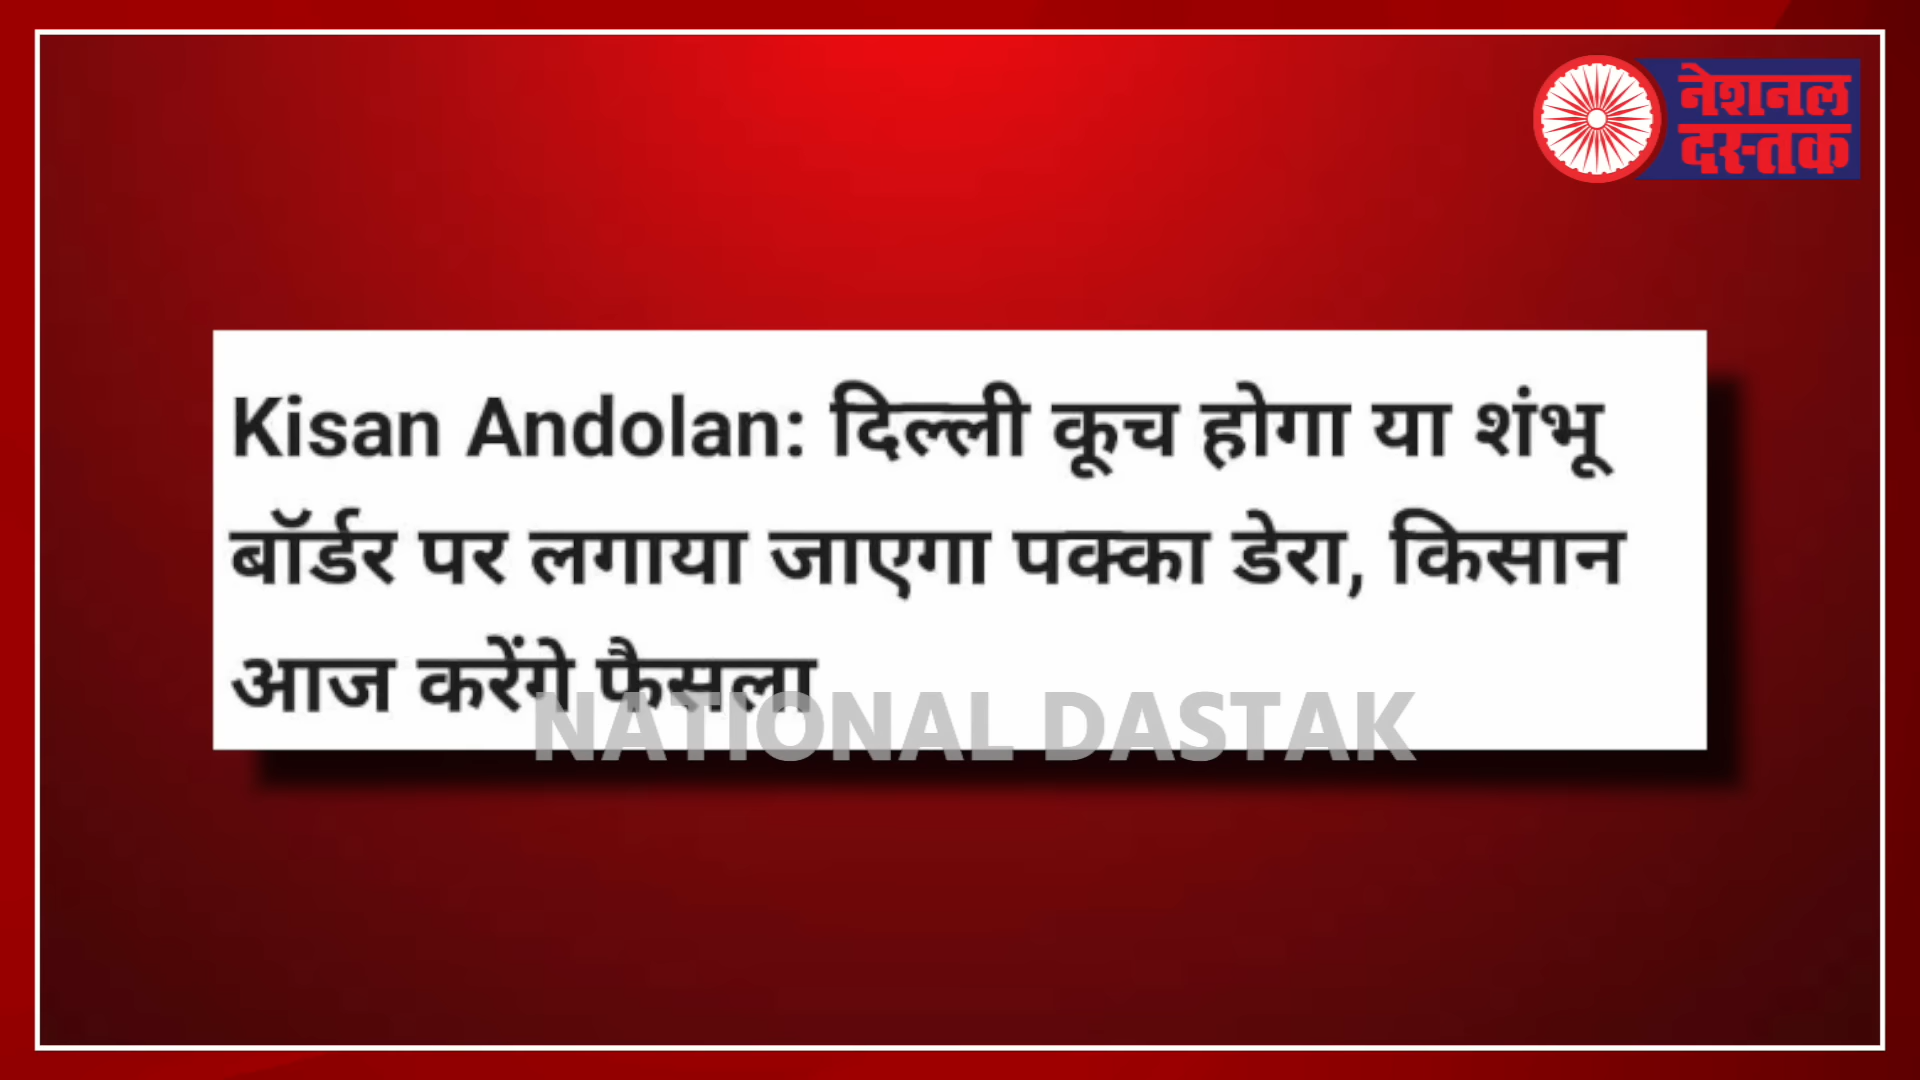 नेशनल
दस्तक
Kisan Andolan: दिल्ली कूच होगा या शंभू
बॉर्डर पर लगाया जाएगा पक्का डेरा, किसान
आज करेंगे फैसला
NATIONAL DASTAK